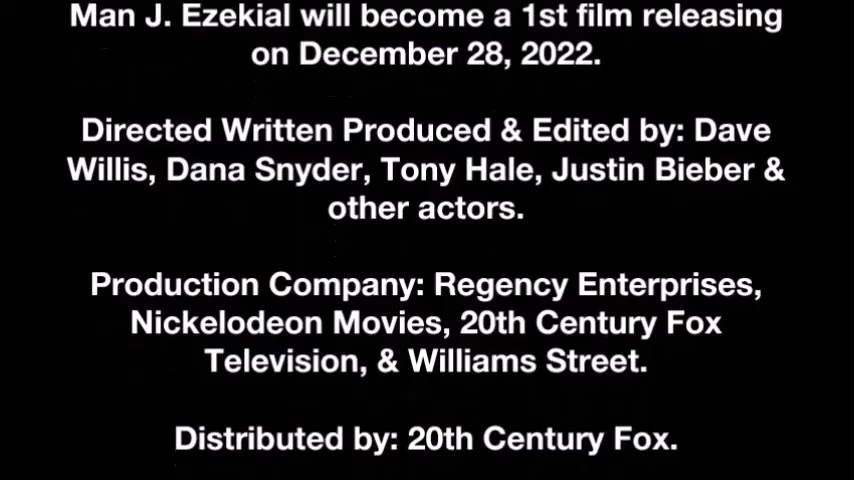 Man J. Ezekial will become a 1st film releasing
on December 28, 2022.
Directed Written Produced & Edited by: Dave
Willis, Dana Snyder, Tony Hale, Justin Bieber &
other actors.
Production Company: Regency Enterprises,
Nickelodeon Movies, 20th Century Fox
Television, & Williams Street.
Distributed by: 20th Century Fox.